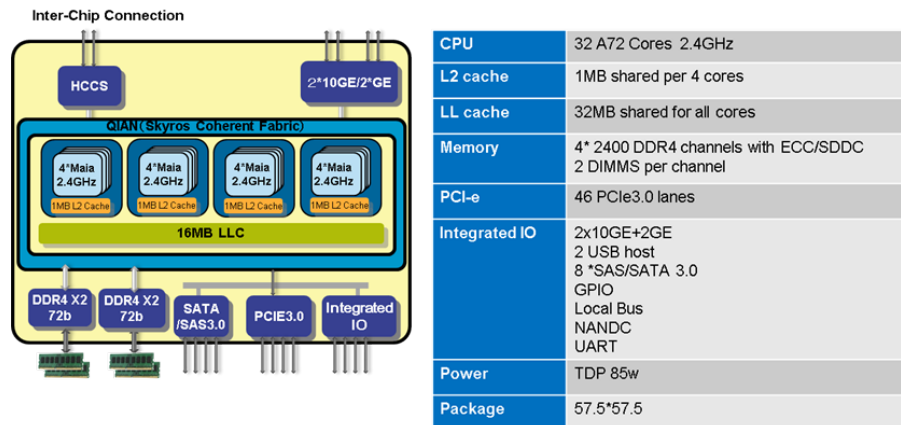 Inter-Chip Connection
HCCS
2*10GE/2*GE
QIAN(Skyros Coherent Fabric)
4*Maia
2.4GHz
1MB L2 Cache
4*Maia
2.4GHz
1MB L2 Cache
4*Maia
2.4GHz
1MB L2 Cache
4*Maia
2.4GHz
1MB L2 Cache
16MB LLC
DDR4 X2
72b
DDR4 X2
72b
SATA
/SAS3.0
PCIE3.0
Integrated
IO
CPU
32 A72 Cores 2.4GHz
L2 cache
1MB shared per 4 cores
LL cache
32MB shared for all cores
Memory
4* 2400 DDR4 channels with ECC/SDDC
2 DIMMS per channel
PCI-e
46 PCIe3.0 lanes
Integrated IO
2x10GE+2GE
2 USB host
8 *SAS/SATA 3.0
GPIO
Local Bus
NANDC
UART
Power
TDP 85w
Package
57.5*57.5